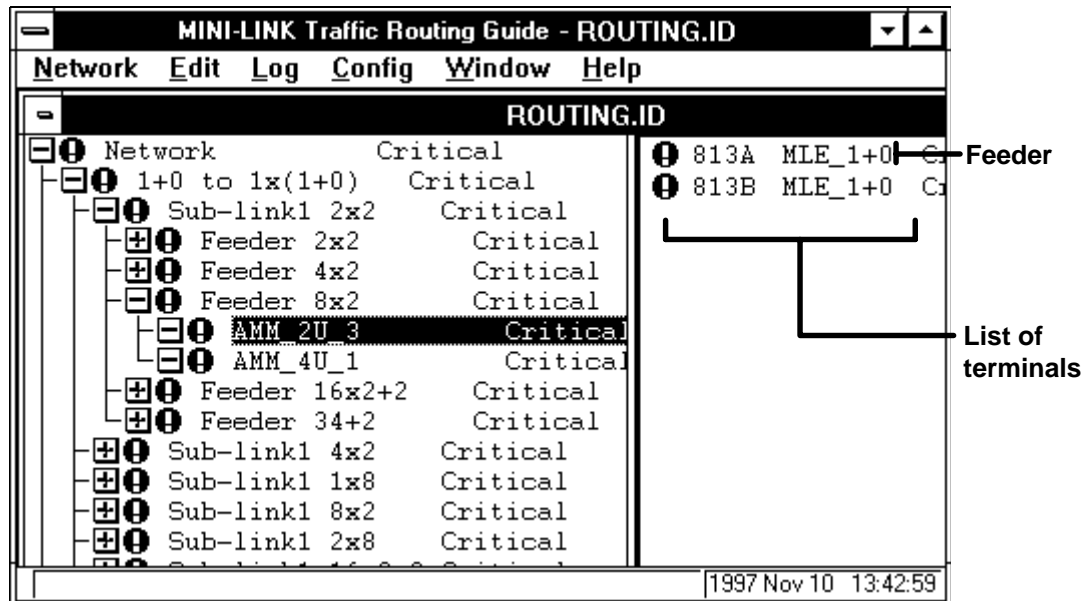 MINI-LINK Traffic Routing Guide - ROUTING.ID
Network Edit Log Config Window Help
ROUTING.ID
Network Critical
1+0 to 1x(1+0) Critical
Sub-link1 2x2 Critical
Feeder 2x2 Critical
Feeder 4x2 Critical
Feeder 8x2 Critical
AMM_2U_3 Critical
AMM_4U_1 Critical
Feeder 16x2+2 Critical
Feeder 34+2 Critical
Sub-link1 4x2 Critical
Sub-link1 1x8 Critical
Sub-link1 8x2 Critical
Sub-link1 2x8 Critical
813A MLE_1+0
813B MLE_1+0
Feeder
List of
terminals
1997 Nov 10 13:42:59